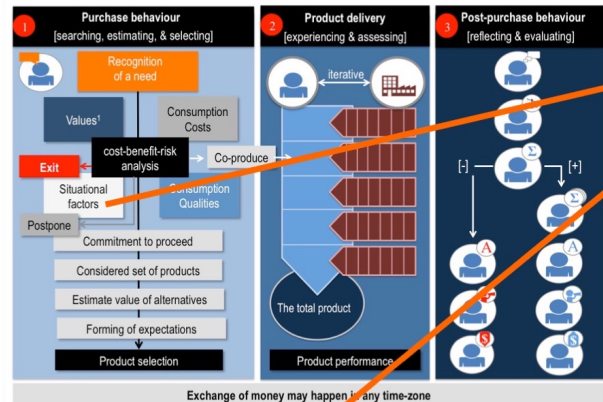 1
Purchase behaviour
[searching, estimating, & selecting]
Recognition
of a need
Values¹
Consumption
Costs
cost-benefit-risk
analysis
Exit
Co-produce
Situational
factors
Consumption
Qualities
Postpone
Commitment to proceed
Considered set of products
Estimate value of alternatives
Forming of expectations
Product selection
2
Product delivery
[experiencing & assessing]
iterative
The total product
Product performance
3
Post-purchase behaviour
[reflecting & evaluating]
Σ
[-]
[+]
Σ
A
A
$
$
Exchange of money may happen in any time-zone